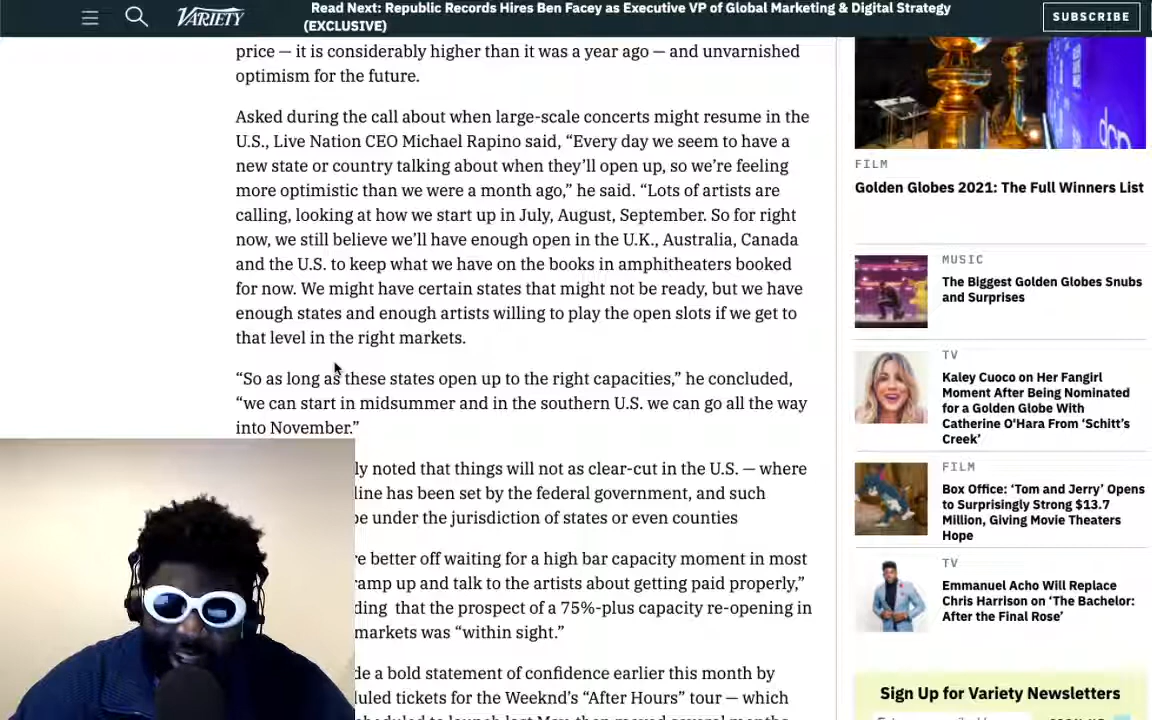 Read Next: Republic Records Hires Ben Facey as Executive VP of Global Marketing & Digital Strategy
(EXCLUSIVE)
VARIETY
SUBSCRIBE
price — it is considerably higher than it was a year ago — and unvarnished
optimism for the future.
Asked during the call about when large-scale concerts might resume in the
U.S., Live Nation CEO Michael Rapino said, “Every day we seem to have a
new state or country talking about when they’ll open up, so we’re feeling
more optimistic than we were a month ago,” he said. “Lots of artists are
calling, looking at how we start up in July, August, September. So for right
now, we still believe we’ll have enough open in the U.K., Australia, Canada
and the U.S. to keep what we have on the books in amphitheaters booked
for now. We might have certain states that might not be ready, but we have
enough states and enough artists willing to play the open slots if we get to
that level in the right markets.
“So as long as these states open up to the right capacities,” he concluded,
“we can start in midsummer and in the southern U.S. we can go all the way
into November.”
ly noted that things will not as clear-cut in the U.S. — where
line has been set by the federal government, and such
be under the jurisdiction of states or even counties
re better off waiting for a high bar capacity moment in most
ramp up and talk to the artists about getting paid properly,”
ding that the prospect of a 75%-plus capacity re-opening in
markets was “within sight.”
de a bold statement of confidence earlier this month by
uled tickets for the Weeknd’s “After Hours” tour — which
FILM
Golden Globes 2021: The Full Winners List
MUSIC
The Biggest Golden Globes Snubs
and Surprises
TV
Kaley Cuoco on Her Fangirl
Moment After Being Nominated
for a Golden Globe With
Catherine O'Hara From ‘Schitt’s
Creek’
FILM
Box Office: ‘Tom and Jerry’ Opens
to Surprisingly Strong $13.7
Million, Giving Movie Theaters
Hope
TV
Emmanuel Acho Will Replace
Chris Harrison on ‘The Bachelor:
After the Final Rose’
Sign Up for Variety Newsletters